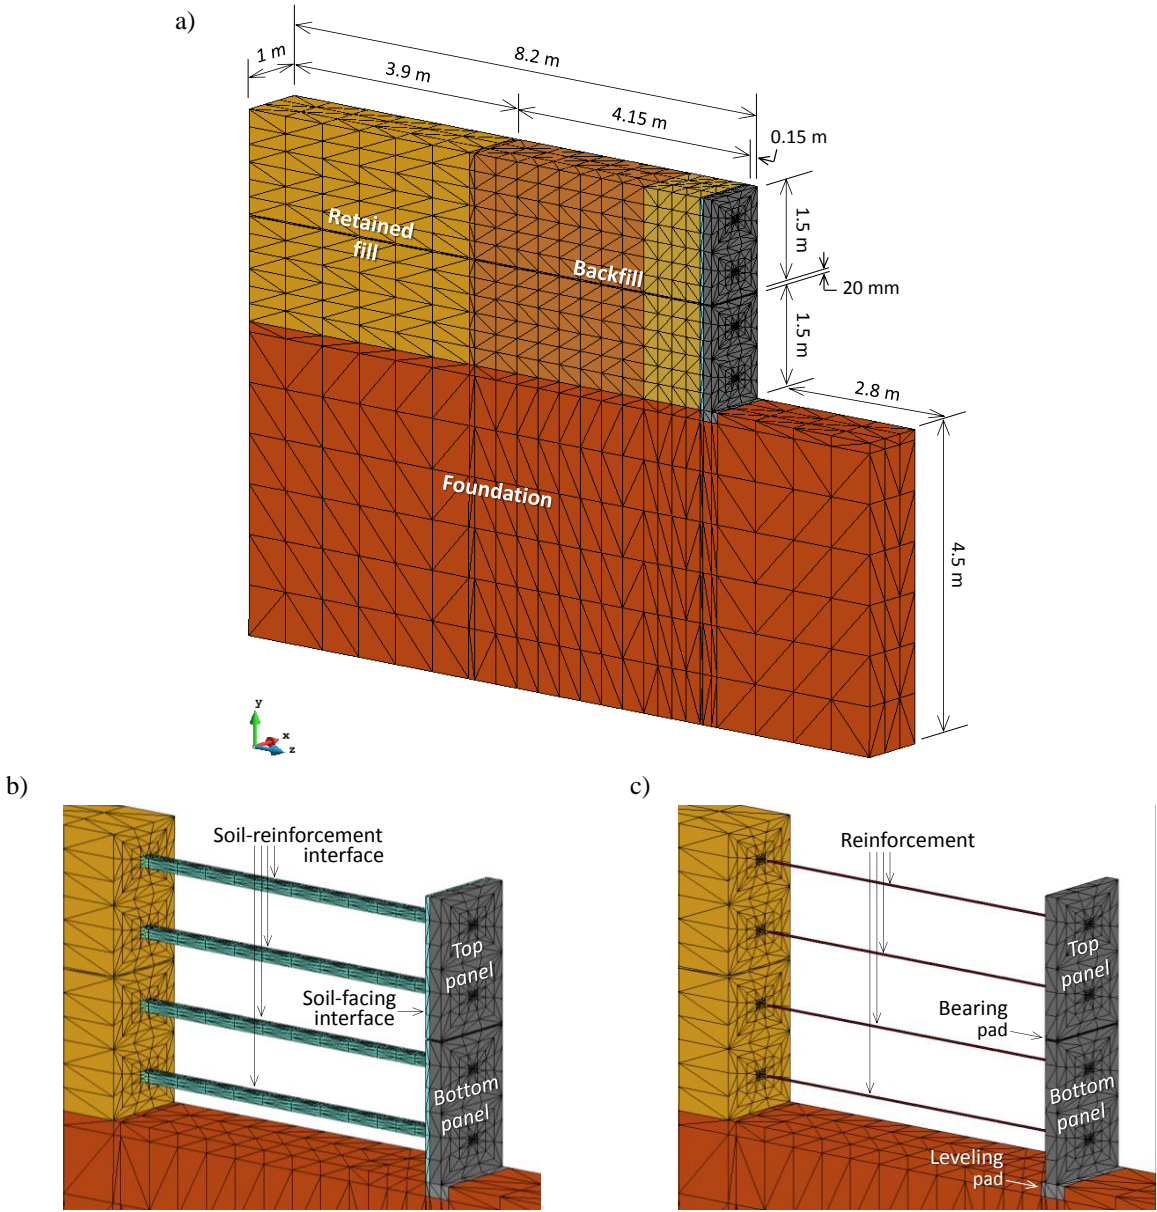 a)
1 m
8.2 m
3.9 m
4.15 m
0.15 m
1.5 m
20 mm
1.5 m
2.8 m
4.5 m
Retained
fill
Backfill
Foundation
y
x
z
b)
Soil-reinforcement
interface
Soil-facing
interface
Top
panel
Bottom
panel
c)
Reinforcement
Top
panel
Bearing
pad
Bottom
panel
Leveling
pad